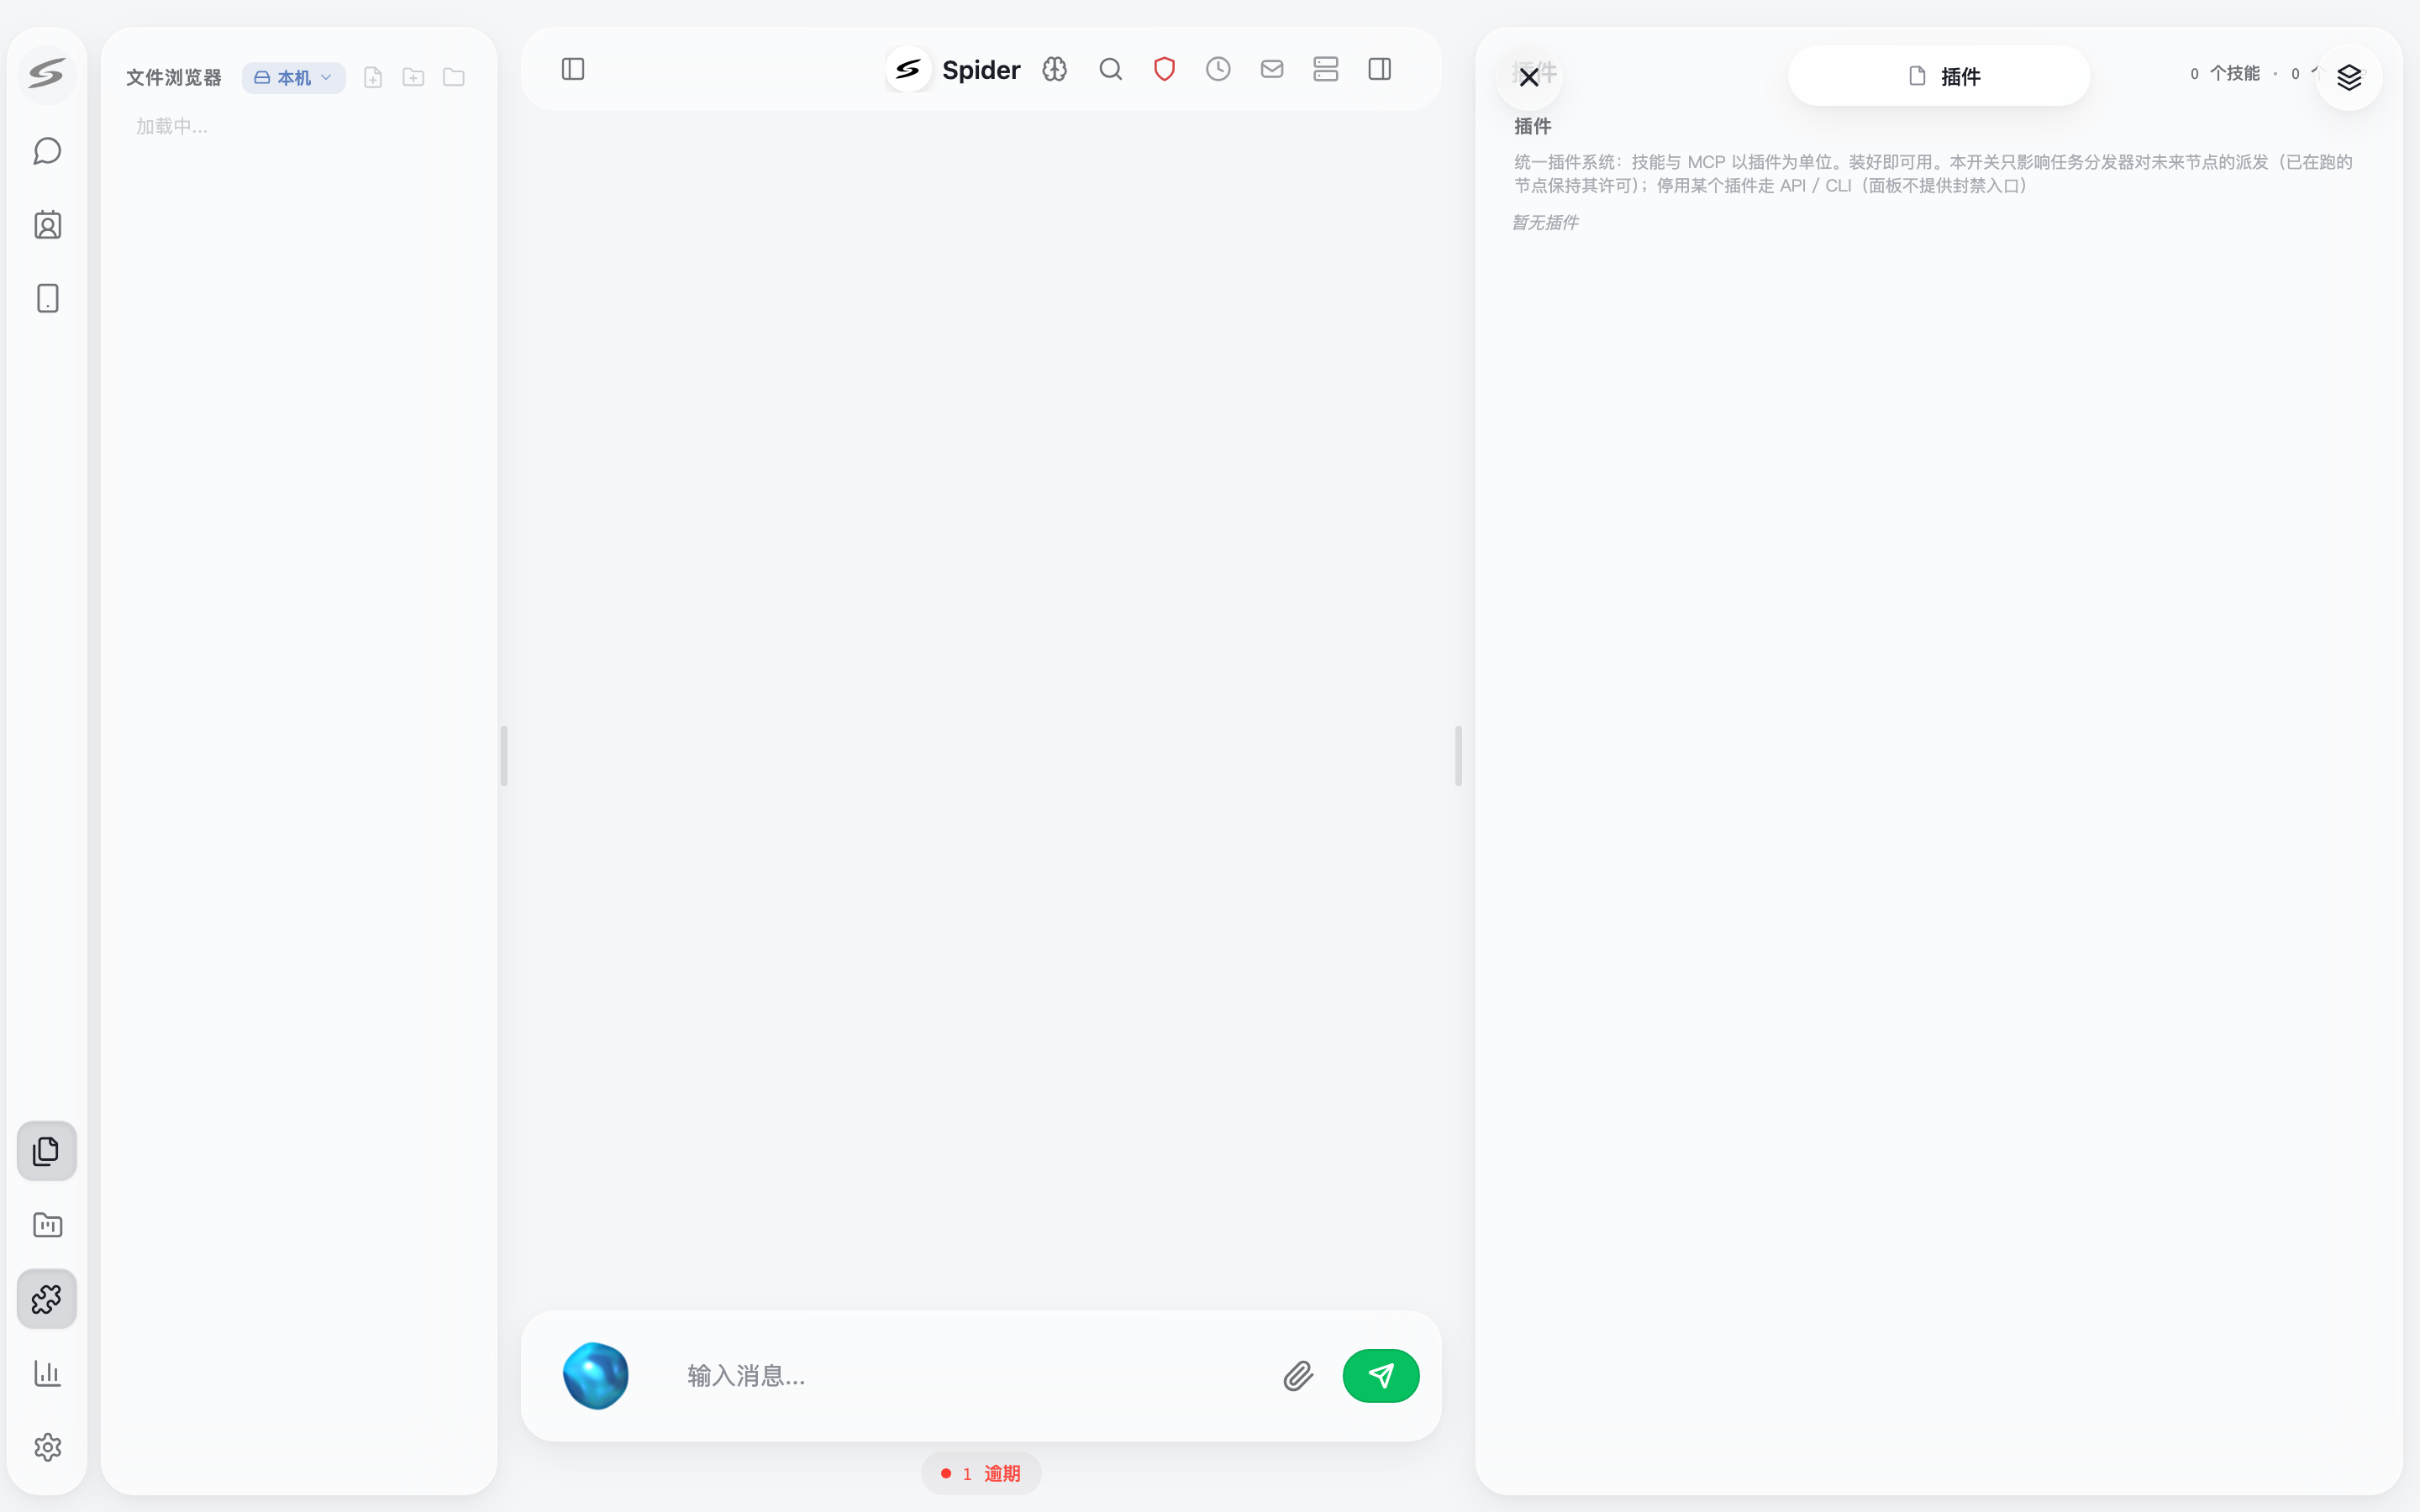 文件浏览器
本机
加载中...
Spider
输入消息...
1 逾期
插件
插件
0 个技能 · 0 个
插件
统一插件系统：技能与 MCP 以插件为单位。装好即可用。本开关只影响任务分发器对未来节点的派发（已在跑的
节点保持其许可）；停用某个插件走 API / CLI（面板不提供封禁入口）
暂无插件